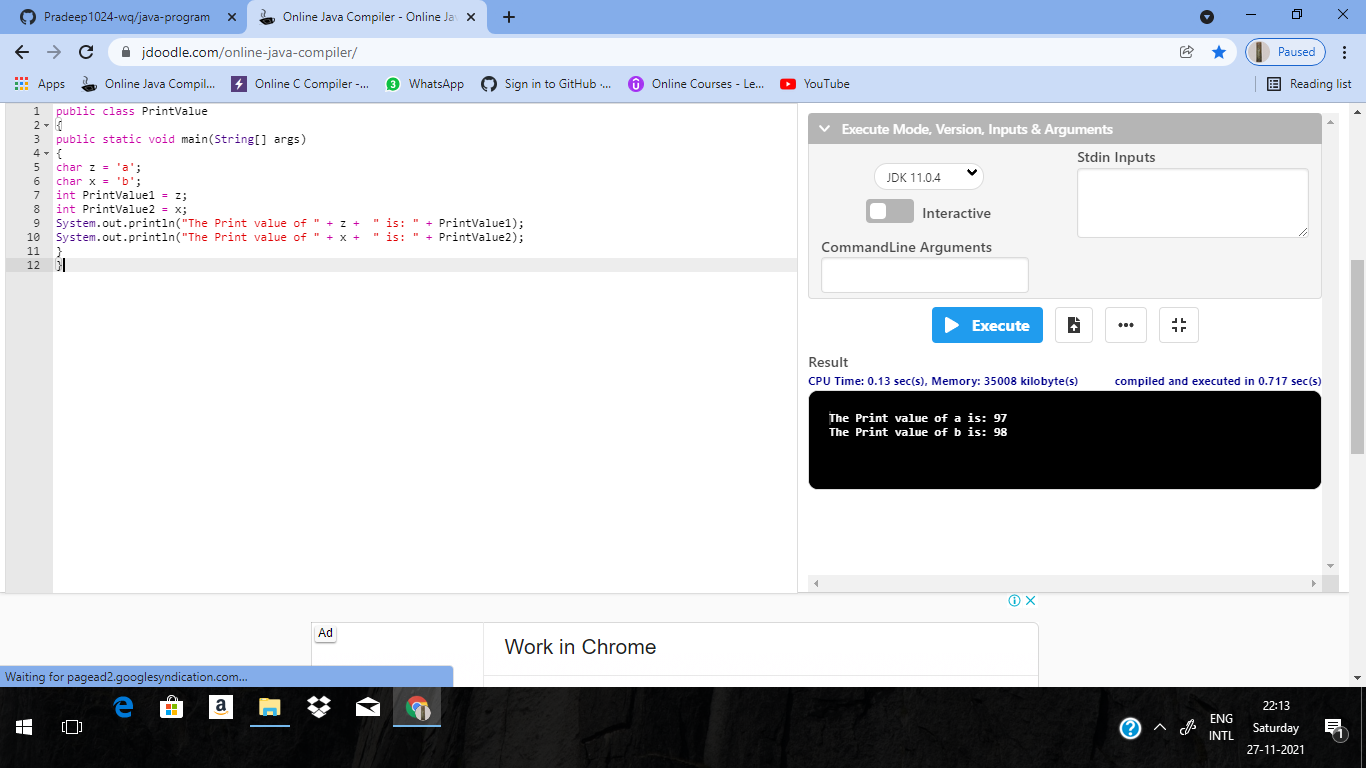 Pradeep1024-wq/java-program
Online Java Compiler - Online Ja
jdoodle.com/online-java-compiler/
Paused
Apps
Online Java Compil...
Online C Compiler -...
3
WhatsApp
Sign in to GitHub ·...
Online Courses - Le...
YouTube
Reading list
1 public class PrintValue
2 {
3 public static void main(String[] args)
4 {
5 char z = 'a';
6 char x = 'b';
7 int PrintValue1 = z;
8 int PrintValue2 = x;
9 System.out.println("The Print value of " + z +  " is: " + PrintValue1);
10 System.out.println("The Print value of " + x +  " is: " + PrintValue2);
11 }
12 }
Execute Mode, Version, Inputs & Arguments
JDK 11.0.4
Interactive
Stdin Inputs
CommandLine Arguments
Execute
Result
CPU Time: 0.13 sec(s), Memory: 35008 kilobyte(s)
compiled and executed in 0.717 sec(s)
The Print value of a is: 97
The Print value of b is: 98
Ad
Work in Chrome
Waiting for pagead2.googlesyndication.com...
ENG
INTL
22:13
Saturday
27-11-2021
1